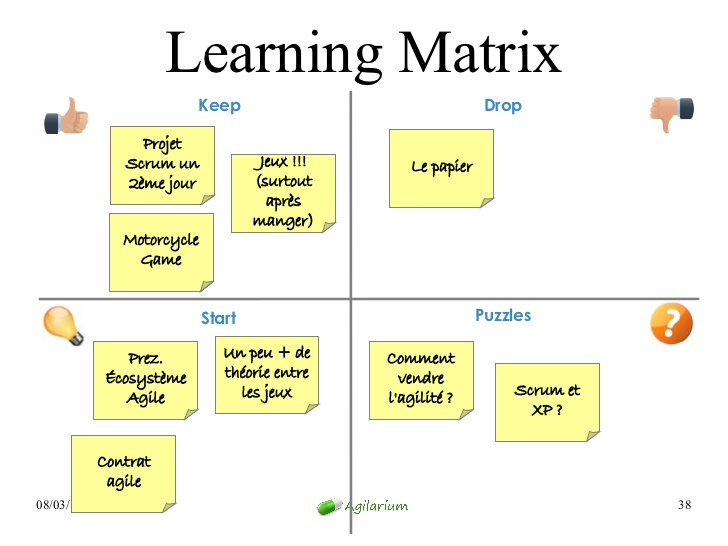 Learning Matrix
Keep
Drop
Projet
Scrum un
2ème jour
Jeux !!!
(surtout
après
manger)
Le papier
Motorcycle
Game
Start
Puzzles
Prez.
Écosystème
Agile
Un peu + de
théorie entre
les jeux
Comment
vendre
l'agilité ?
Scrum et
XP ?
Contrat
agile
08/03/
Agilarium
38